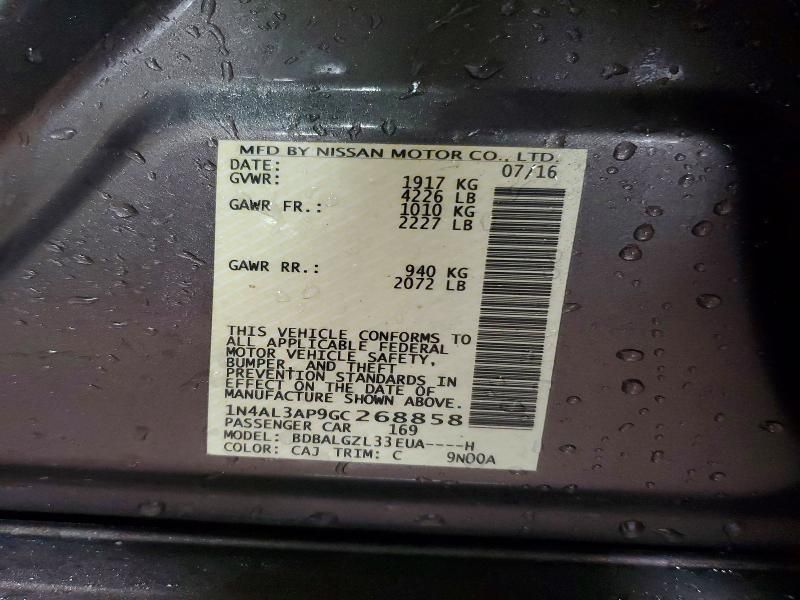 MFD BY NISSAN MOTOR CO., LTD.
DATE: 07/16
GVWR: 1917 KG
4226 LB
GAWR FR.: 1010 KG
2227 LB
GAWR RR.: 940 KG
2072 LB
THIS VEHICLE CONFORMS TO
ALL APPLICABLE FEDERAL
MOTOR VEHICLE SAFETY,
BUMPER, AND THEFT
PREVENTION STANDARDS IN
EFFECT ON THE DATE OF
MANUFACTURE SHOWN ABOVE.
1N4AL3AP9GC268858
PASSENGER CAR 169
MODEL: BDBALGZL33EUA----H
COLOR: CAJ TRIM: C 9N00A